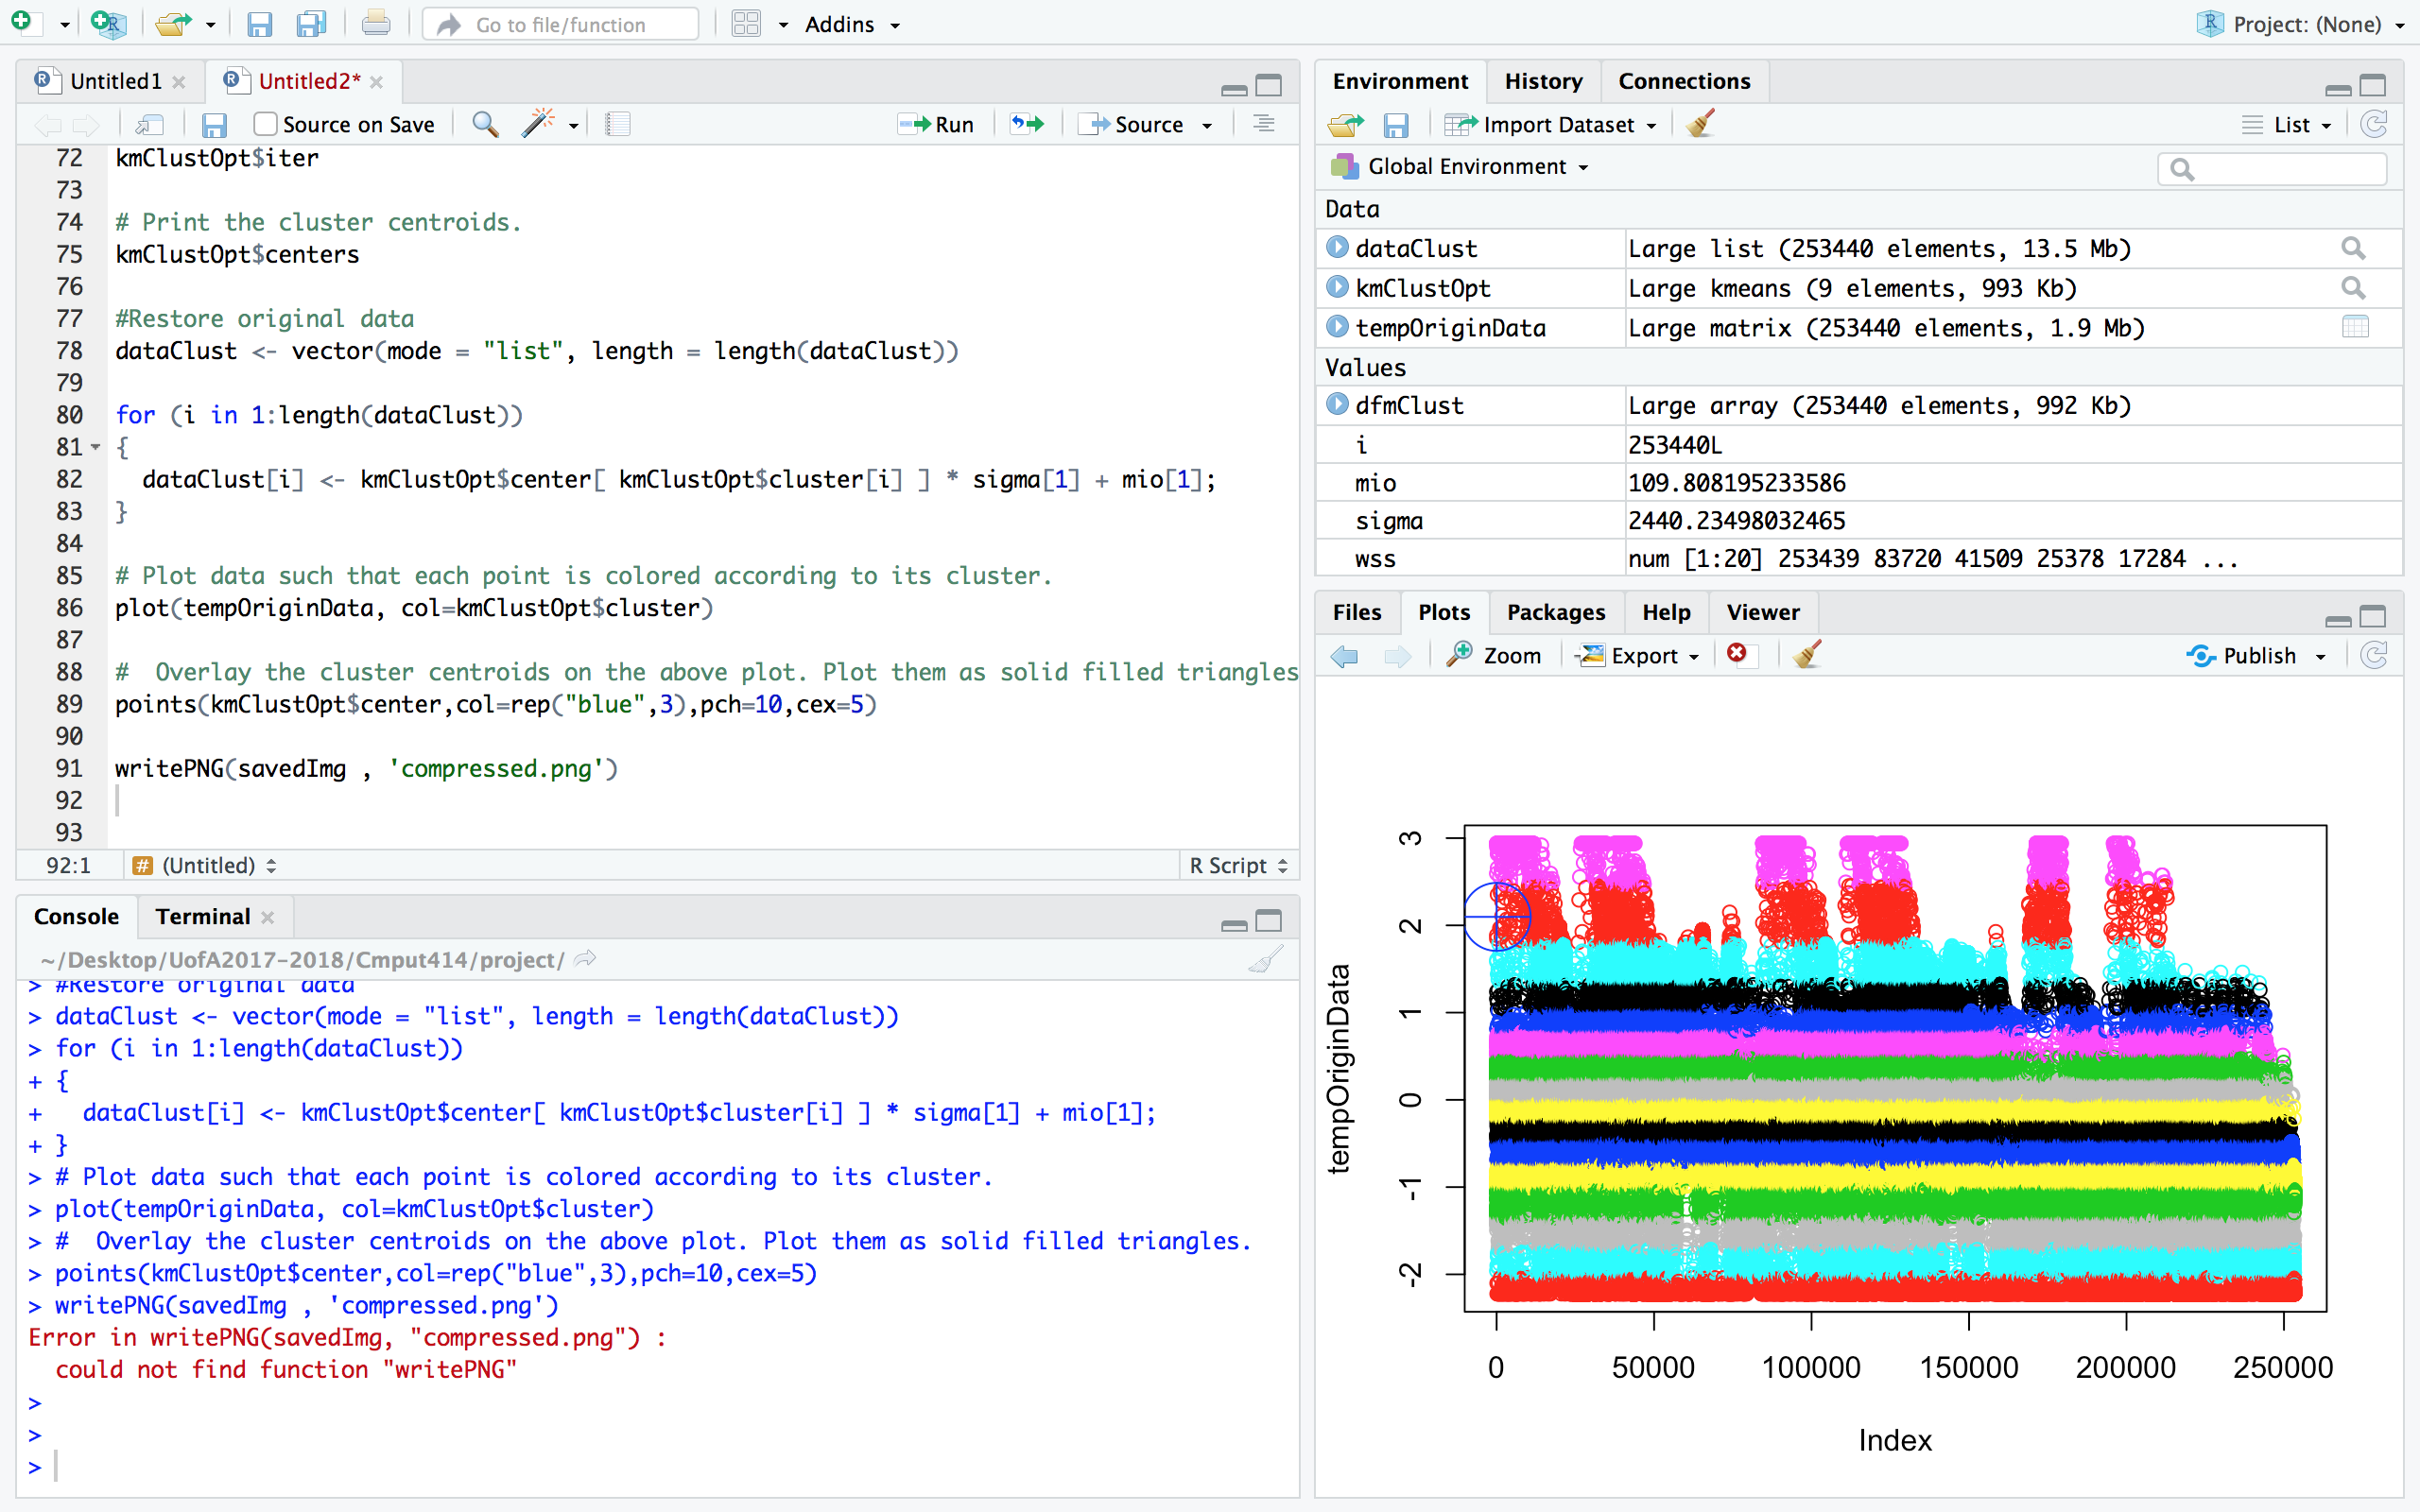 Go to file/function
Addins
Project: (None)
Untitled1
Untitled2*
Source on Save
Run
Source
72 kmClustOpt$iter
73
74 # Print the cluster centroids.
75 kmClustOpt$centers
76
77 #Restore original data
78 dataClust <- vector(mode = "list", length = length(dataClust))
79
80 for (i in 1:length(dataClust))
81 {
82 dataClust[i] <- kmClustOpt$center[ kmClustOpt$cluster[i] ] * sigma[1] + mio[1];
83 }
84
85 # Plot data such that each point is colored according to its cluster.
86 plot(tempOriginData, col=kmClustOpt$cluster)
87
88 #  Overlay the cluster centroids on the above plot. Plot them as solid filled triangles
89 points(kmClustOpt$center,col=rep("blue",3),pch=10,cex=5)
90
91 writePNG(savedImg , 'compressed.png')
92
93
92:1
# (Untitled)
R Script
Console
Terminal
~/Desktop/UofA2017-2018/Cmput414/project/
> #Restore original data
> dataClust <- vector(mode = "list", length = length(dataClust))
> for (i in 1:length(dataClust))
+ {
+   dataClust[i] <- kmClustOpt$center[ kmClustOpt$cluster[i] ] * sigma[1] + mio[1];
+ }
> # Plot data such that each point is colored according to its cluster.
> plot(tempOriginData, col=kmClustOpt$cluster)
> #  Overlay the cluster centroids on the above plot. Plot them as solid filled triangles.
> points(kmClustOpt$center,col=rep("blue",3),pch=10,cex=5)
> writePNG(savedImg , 'compressed.png')
Error in writePNG(savedImg, "compressed.png") :
  could not find function "writePNG"
>
>
>
Environment
History
Connections
Import Dataset
List
Global Environment
Data
dataClust Large list (253440 elements, 13.5 Mb)
kmClustOpt Large kmeans (9 elements, 993 Kb)
tempOriginData Large matrix (253440 elements, 1.9 Mb)
Values
dfmClust Large array (253440 elements, 992 Kb)
i 253440L
mio 109.808195233586
sigma 2440.23498032465
wss num [1:20] 253439 83720 41509 25378 17284 ...
Files
Plots
Packages
Help
Viewer
Zoom
Export
Publish
3
2
1
0
-1
-2
tempOriginData
0 50000 100000 150000 200000 250000
Index